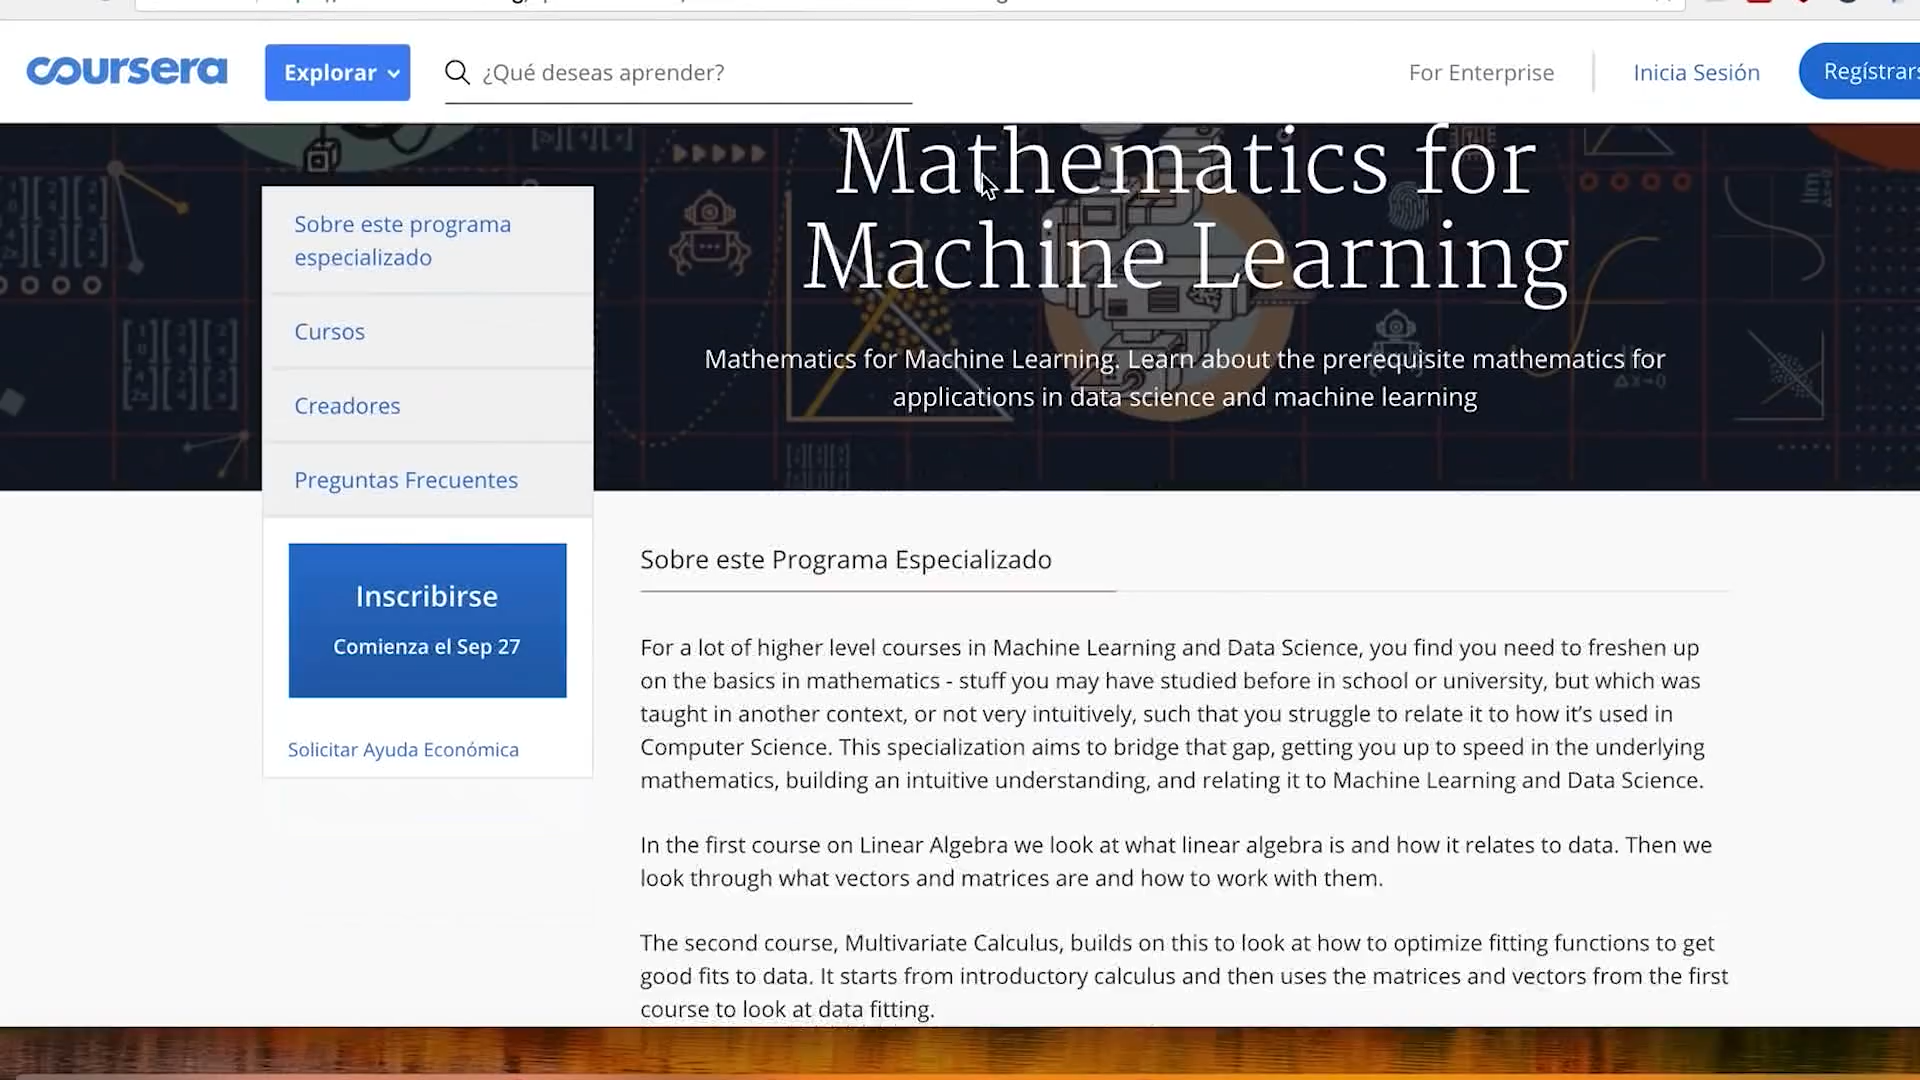 coursera
Explorar
¿Qué deseas aprender?
For Enterprise
Inicia Sesión
Mathematics for
Machine Learning
Mathematics for Machine Learning. Learn about the prerequisite mathematics for
applications in data science and machine learning
Sobre este programa
especializado
Cursos
Creadores
Preguntas Frecuentes
Inscribirse
Comienza el Sep 27
Solicitar Ayuda Económica
Sobre este Programa Especializado
For a lot of higher level courses in Machine Learning and Data Science, you find you need to freshen up
on the basics in mathematics - stuff you may have studied before in school or university, but which was
taught in another context, or not very intuitively, such that you struggle to relate it to how it’s used in
Computer Science. This specialization aims to bridge that gap, getting you up to speed in the underlying
mathematics, building an intuitive understanding, and relating it to Machine Learning and Data Science.
In the first course on Linear Algebra we look at what linear algebra is and how it relates to data. Then we
look through what vectors and matrices are and how to work with them.
The second course, Multivariate Calculus, builds on this to look at how to optimize fitting functions to get
good fits to data. It starts from introductory calculus and then uses the matrices and vectors from the first
course to look at data fitting.